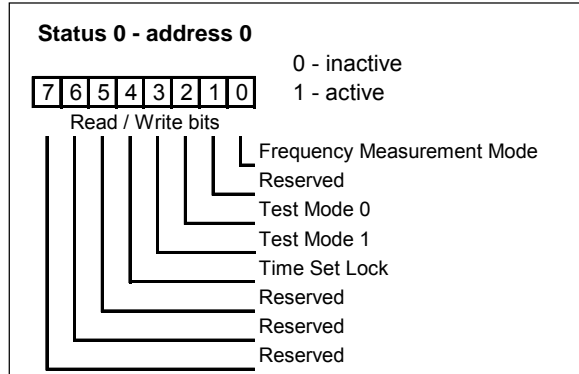 Status 0 - address 0
0 - inactive
1 - active
7 6 5 4 3 2 1 0
Read / Write bits
Frequency Measurement Mode
Reserved
Test Mode 0
Test Mode 1
Time Set Lock
Reserved
Reserved
Reserved